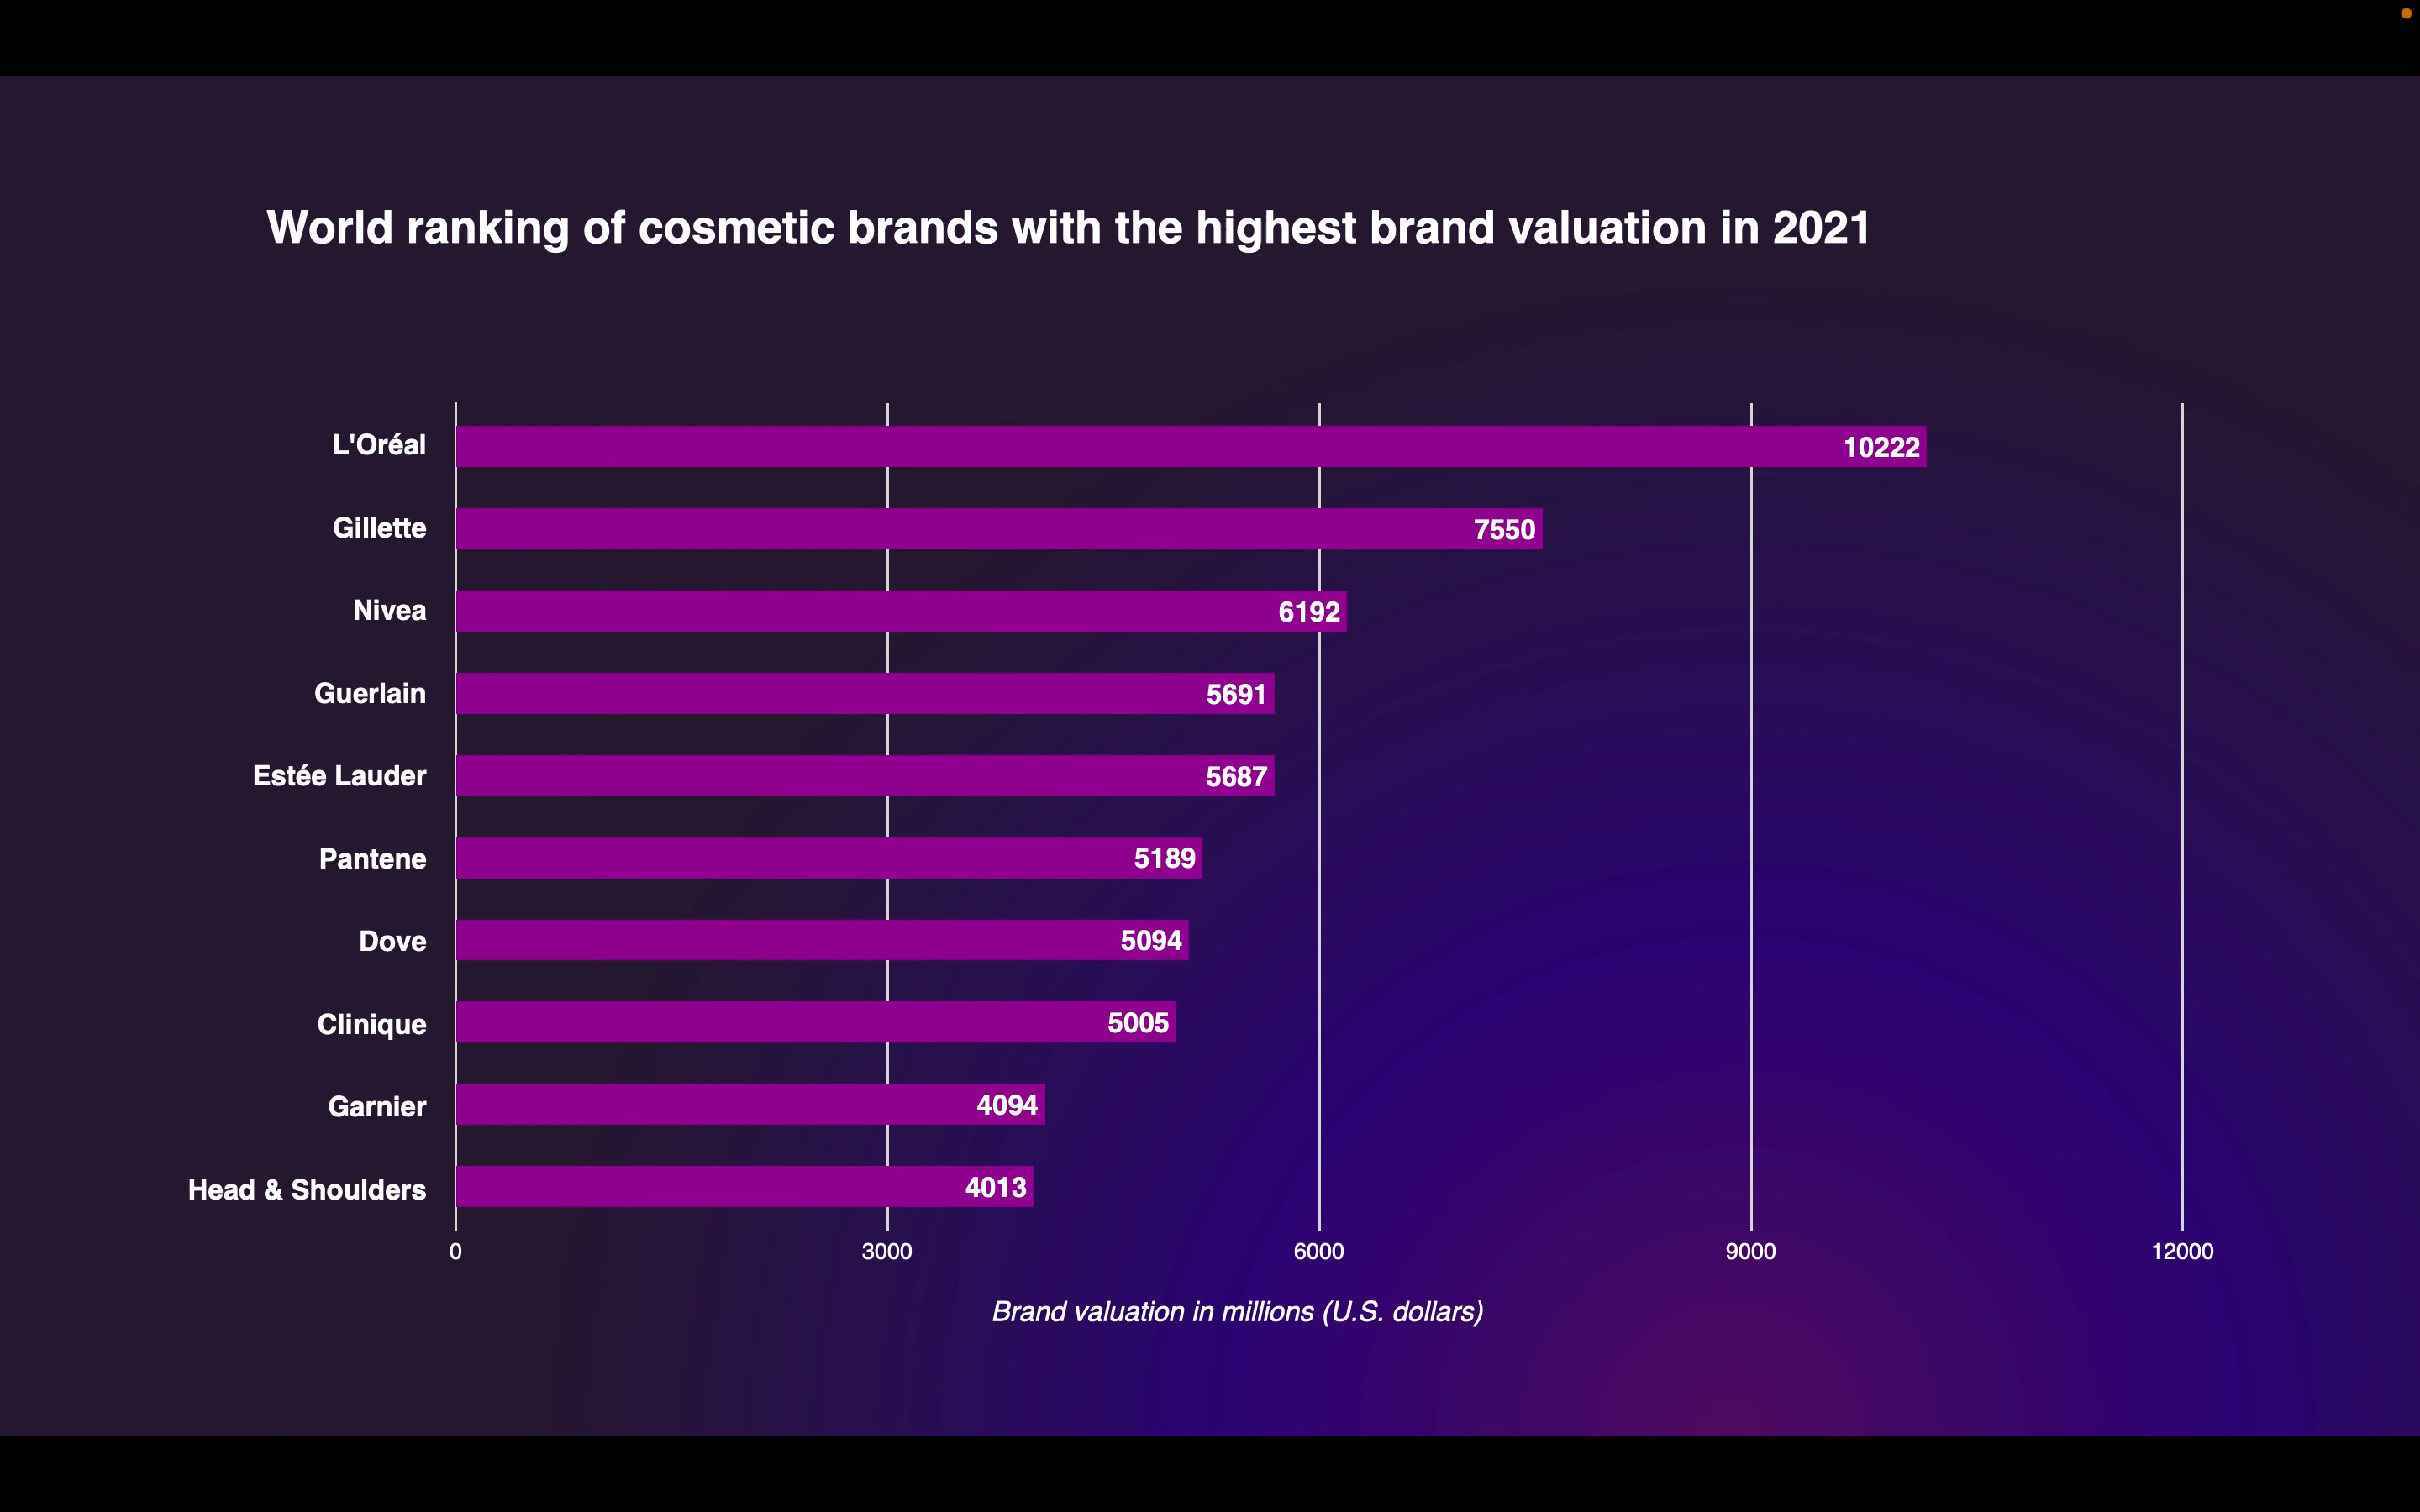 World ranking of cosmetic brands with the highest brand valuation in 2021
L'Oréal 10222
Gillette 7550
Nivea 6192
Guerlain 5691
Estée Lauder 5687
Pantene 5189
Dove 5094
Clinique 5005
Garnier 4094
Head & Shoulders 4013
0 3000 6000 9000 12000
Brand valuation in millions (U.S. dollars)